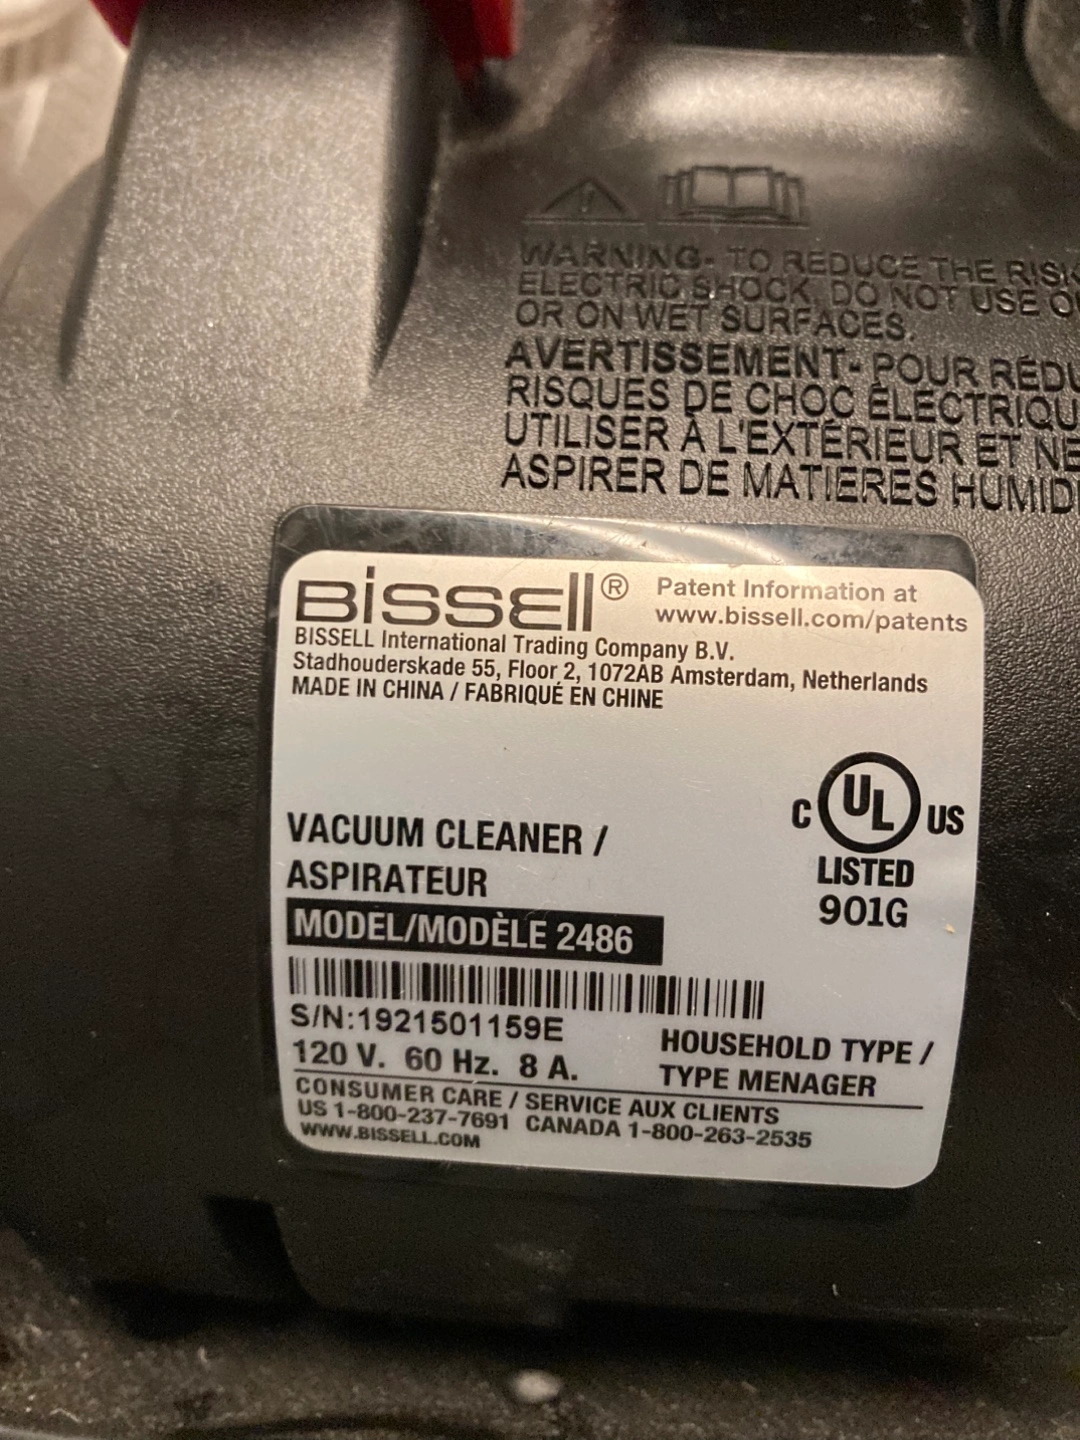 WARNING- TO REDUCE THE RISK
ELECTRIC SHOCK, DO NOT USE
OR ON WET SURFACES.
AVERTISSEMENT- POUR
RISQUES DE CHOC
UTILISER À L'EXTÉRIEUR ET NE
ASPIRER DE MATIERES
BISSELL® Patent Information at
www.bissell.com/patents
BISSELL International Trading Company B.V.
Stadhouderskade 55, Floor 2, 1072AB Amsterdam, Netherlands
MADE IN CHINA / FABRIQUÉ EN CHINE
C UL US
LISTED
901G
VACUUM CLEANER /
ASPIRATEUR
MODEL/MODÈLE 2486
S/N:1921501159E
120 V. 60 Hz. 8 A.
HOUSEHOLD TYPE /
TYPE MENAGER
CONSUMER CARE / SERVICE AUX CLIENTS
US 1-800-237-7691 CANADA 1-800-263-2535
WWW.BISSELL.COM